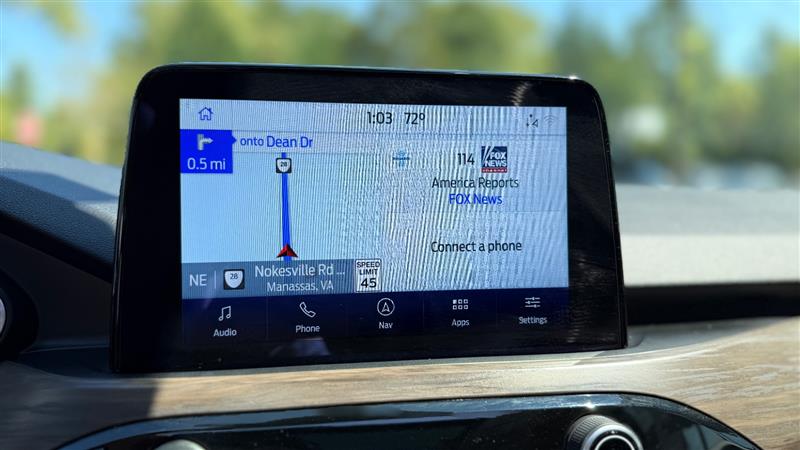 1:03 72°
onto Dean Dr
0.5 mi
28
114 FOX
NEWS
channel
America Reports
FOX News
Connect a phone
NE 28 Nokesville Rd ...
Manassas, VA
SPEED
LIMIT
45
Audio Phone Nav Apps Settings